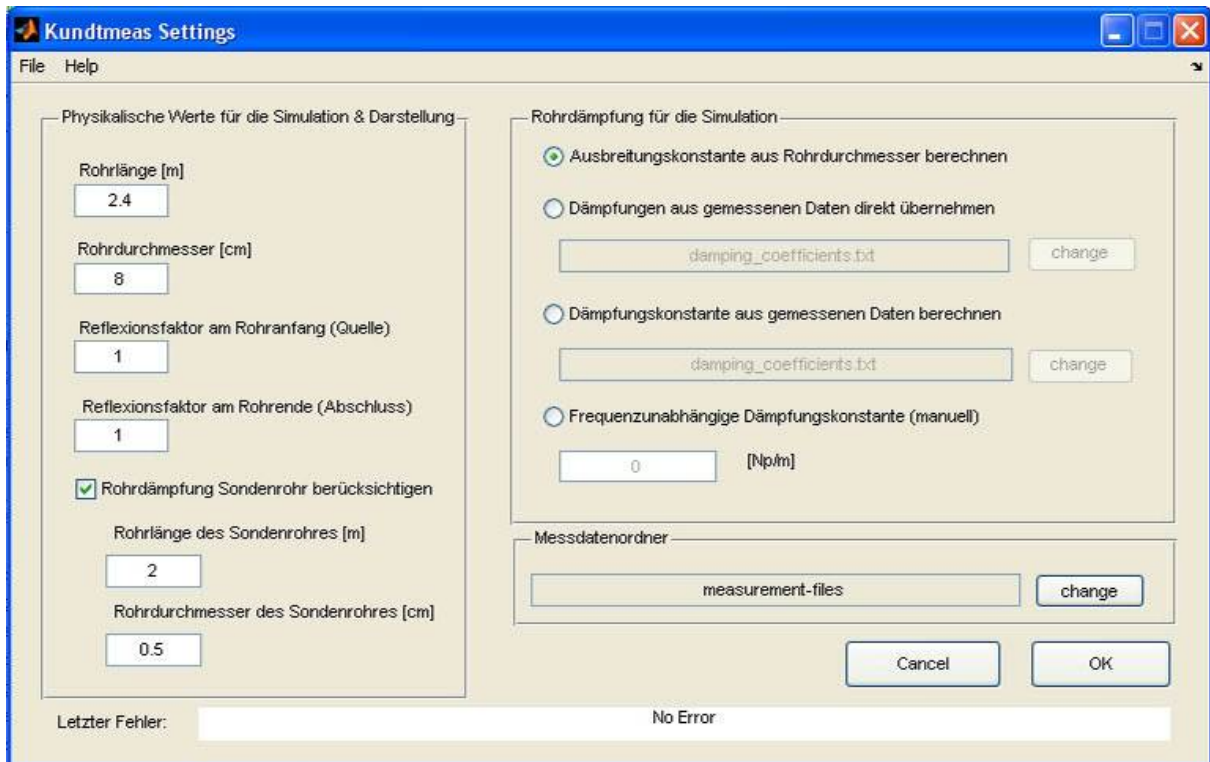 Kundtmeas Settings
File Help
Physikalische Werte für die Simulation & Darstellung
Rohrlänge [m]
2.4
Rohrdurchmesser [cm]
8
Reflexionsfaktor am Rohranfang (Quelle)
1
Reflexionsfaktor am Rohrende (Abschluss)
1
Rohrdämpfung Sondenrohr berücksichtigen
Rohrlänge des Sondenrohres [m]
2
Rohrdurchmesser des Sondenrohres [cm]
0.5
Rohrdämpfung für die Simulation
Ausbreitungskonstante aus Rohrdurchmesser berechnen
Dämpfungen aus gemessenen Daten direkt übernehmen
damping_coefficients.txt change
Dämpfungskonstante aus gemessenen Daten berechnen
damping_coefficients.txt change
Frequenzunabhängige Dämpfungskonstante (manuell)
0 [Np/m]
Messdatenordner
measurement-files change
Cancel OK
Letzter Fehler: No Error